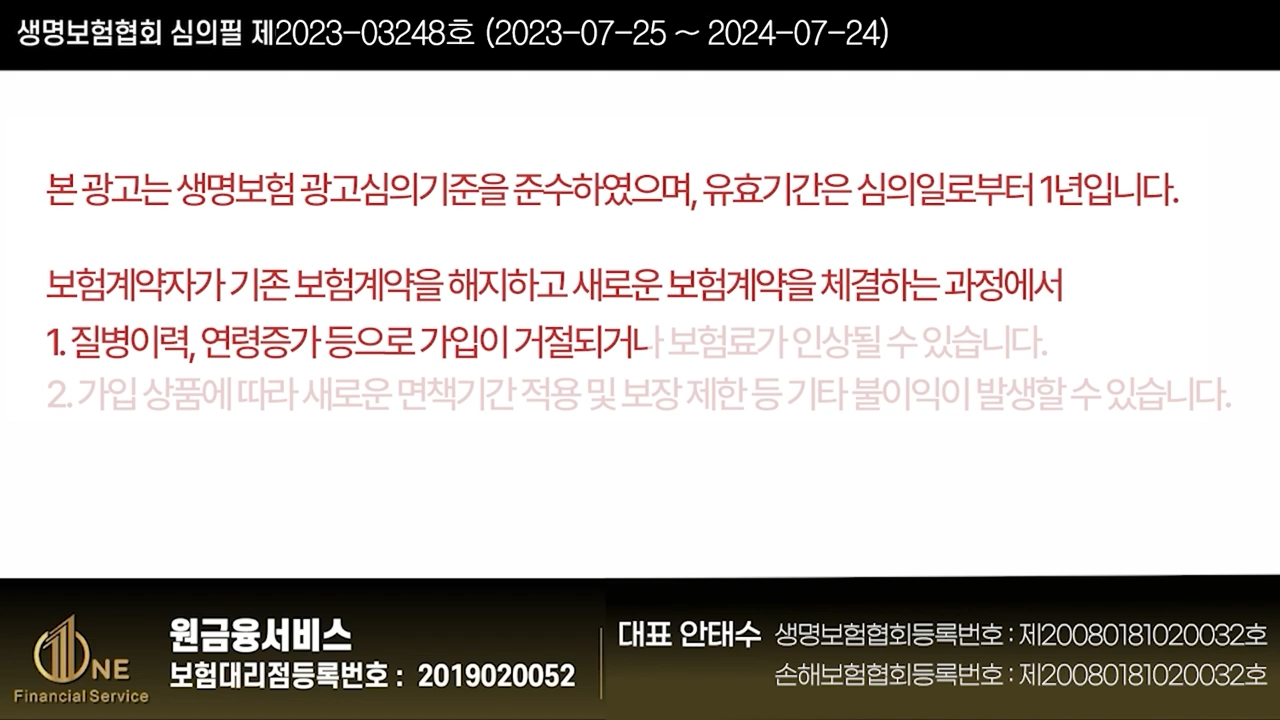 생명보험협회 심의필 제2023-03248호 (2023-07-25 ~ 2024-07-24)
본 광고는 생명보험 광고심의기준을 준수하였으며, 유효기간은 심의일로부터 1년입니다.
보험계약자가 기존 보험계약을 해지하고 새로운 보험계약을 체결하는 과정에서
1. 질병이력, 연령증가 등으로 가입이 거절되거나 보험료가 인상될 수 있습니다.
2. 가입 상품에 따라 새로운 면책기간 적용 및 보장 제한 등 기타 불이익이 발생할 수 있습니다.
ONE
Financial Service
원금융서비스
보험대리점등록번호 : 2019020052
대표 안태수 생명보험협회등록번호 : 제20080181020032호
손해보험협회등록번호 : 제20080181020032호